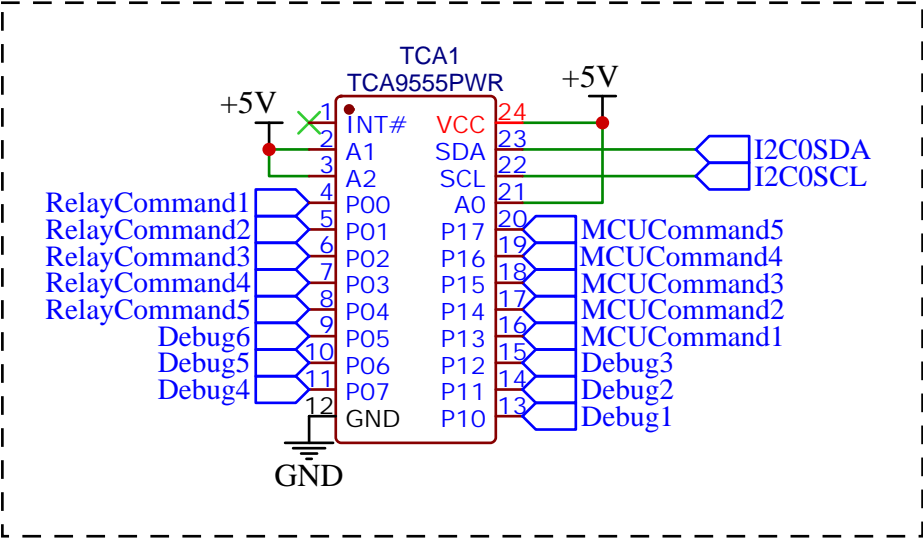 TCA1
TCA9555PWR
+5V
+5V
1 INT# VCC 24
2 A1 SDA 23 I2C0SDA
3 A2 SCL 22 I2C0SCL
RelayCommand1 4 P00 A0 21
RelayCommand2 5 P01 P17 20 MCUCommand5
RelayCommand3 6 P02 P16 19 MCUCommand4
RelayCommand4 7 P03 P15 18 MCUCommand3
RelayCommand5 8 P04 P14 17 MCUCommand2
Debug6 9 P05 P13 16 MCUCommand1
Debug5 10 P06 P12 15 Debug3
Debug4 11 P07 P11 14 Debug2
12 GND P10 13 Debug1
GND